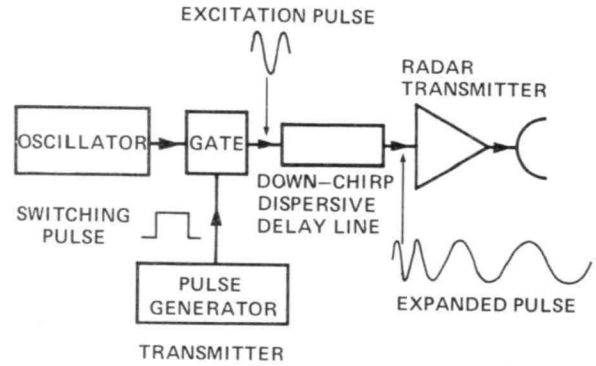 EXCITATION PULSE
RADAR
TRANSMITTER
OSCILLATOR
GATE
DOWN-CHIRP
DISPERSIVE
DELAY LINE
SWITCHING
PULSE
PULSE
GENERATOR
EXPANDED PULSE
TRANSMITTER